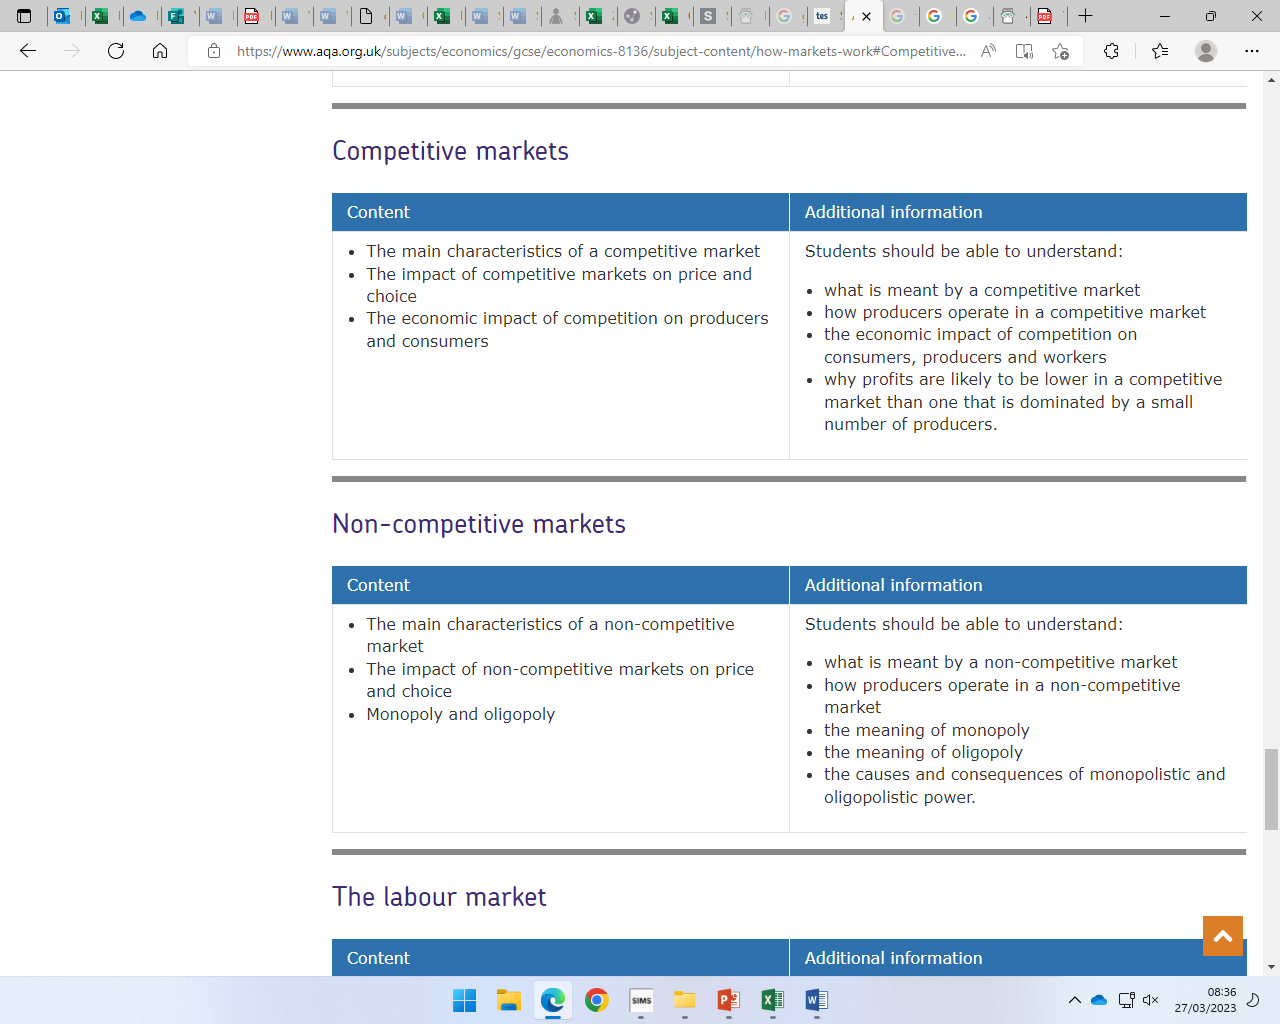 https://www.aqa.org.uk/subjects/economics/gcse/economics-8136/subject-content/how-markets-work#Competitive...
Competitive markets
Content
Additional information
The main characteristics of a competitive market
The impact of competitive markets on price and
choice
The economic impact of competition on producers
and consumers
Students should be able to understand:
what is meant by a competitive market
how producers operate in a competitive market
the economic impact of competition on
consumers, producers and workers
why profits are likely to be lower in a competitive
market than one that is dominated by a small
number of producers.
Non-competitive markets
Content
Additional information
The main characteristics of a non-competitive
market
The impact of non-competitive markets on price
and choice
Monopoly and oligopoly
Students should be able to understand:
what is meant by a non-competitive market
how producers operate in a non-competitive
market
the meaning of monopoly
the meaning of oligopoly
the causes and consequences of monopolistic and
oligopolistic power.
The labour market
Content
Additional information
SIMS
08:36
27/03/2023
tes